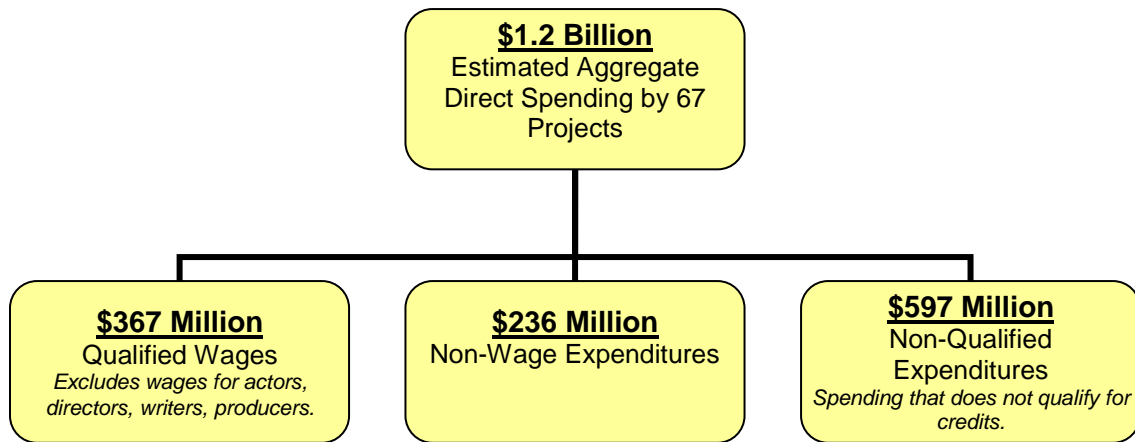 $1.2 Billion
Estimated Aggregate
Direct Spending by 67
Projects
$367 Million
Qualified Wages
Excludes wages for actors,
directors, writers, producers.
$236 Million
Non-Wage Expenditures
$597 Million
Non-Qualified
Expenditures
Spending that does not qualify for
credits.